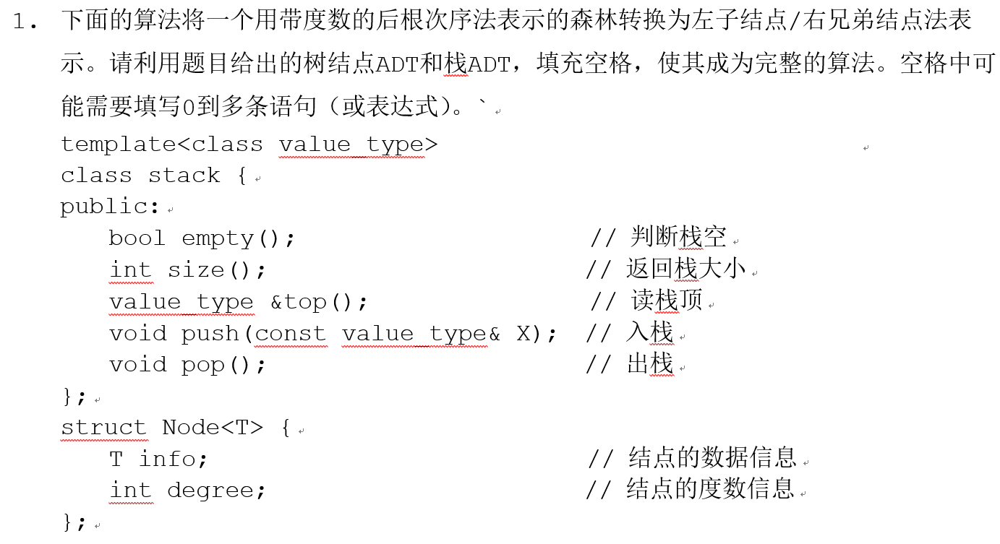 1. 下面的算法将一个用带度数的后根次序法表示的森林转换为左子结点/右兄弟结点法表
示。请利用题目给出的树结点ADT和栈ADT，填充空格，使其成为完整的算法。空格中可
能需要填写0到多条语句（或表达式）。`
template<class value_type>
class stack {
public:
bool empty(); // 判断栈空
int size(); // 返回栈大小
value_type &top(); // 读栈顶
void push(const value_type& X); // 入栈
void pop(); // 出栈
};
struct Node<T> {
T info; // 结点的数据信息
int degree; // 结点的度数信息
};